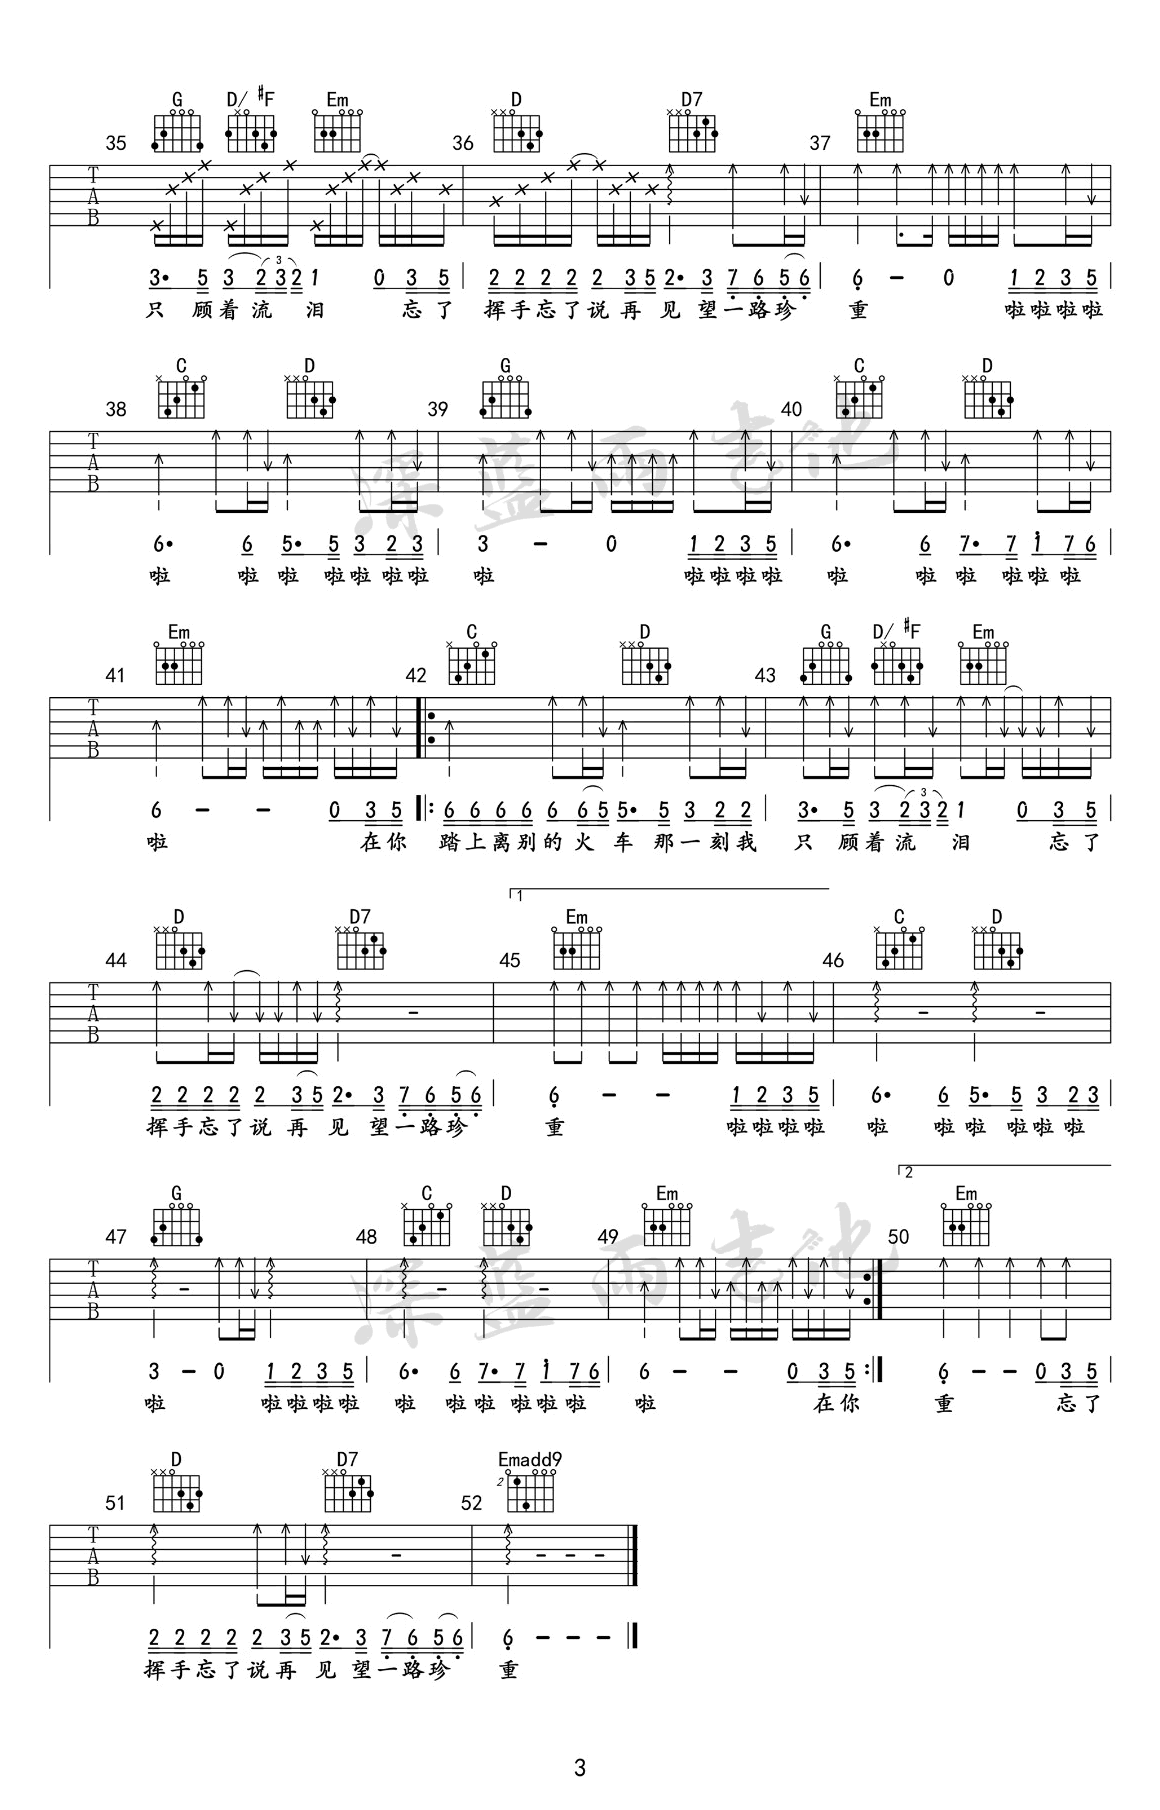 G D/ #F Em D D7 Em
35 36 37
T A B
3• 5 3 2 3 2 1 0 3 5 | 2 2 2 2 2 3 5 2• 3 7 6 5 6 | 6 - 0 1 2 3 5
只 顾着流 泪 忘了 挥手忘了说再 见 望一路珍 重 啦啦啦啦
C D G C D
38 39 40
6• 6 5• 5 3 2 3 | 3 - 0 1 2 3 5 | 6• 6 7• 7 1 7 6
啦 啦 啦 啦啦啦啦 啦 啦啦啦啦 啦 啦 啦 啦啦 啦
深蓝雨吉他
Em C D G D/ #F Em
41 42 43
T A B
6 - - 0 3 5 |: 6 6 6 6 6 6 5 5• 5 3 2 2 | 3• 5 3 2 3 2 1 0 3 5
啦 在你 踏上离别的火 车 那一刻我 只 顾着流 泪 忘了
1
D D7 Em C D
44 45 46
T A B
2 2 2 2 2 3 5 2• 3 7 6 5 6 | 6 - - 1 2 3 5 | 6• 6 5• 5 3 2 3
挥手忘了说再 见 望一路珍 重 啦啦啦啦 啦 啦 啦 啦啦 啦
2
G C D Em Em
47 48 49 50
T A B
3 - 0 1 2 3 5 | 6• 6 7• 7 1 7 6 | 6 - - 0 3 5 :| 6 - - 0 3 5
啦 啦啦啦啦 啦 啦 啦 啦啦 啦 啦 在你 重 忘了
深蓝雨吉他
D D7 Emadd9
2
51 52
T A B
2 2 2 2 2 3 5 2• 3 7 6 5 6 | 6 - - -
挥手忘了说再 见 望一路珍 重
3